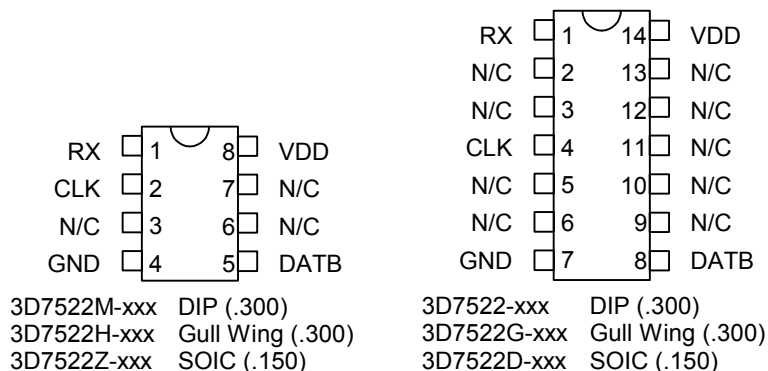 RX 1 8 VDD
CLK 2 7 N/C
N/C 3 6 N/C
GND 4 5 DATB
3D7522M-xxx DIP (.300)
3D7522H-xxx Gull Wing (.300)
3D7522Z-xxx SOIC (.150)
RX 1 14 VDD
N/C 2 13 N/C
N/C 3 12 N/C
CLK 4 11 N/C
N/C 5 10 N/C
N/C 6 9 N/C
GND 7 8 DATB
3D7522-xxx DIP (.300)
3D7522G-xxx Gull Wing (.300)
3D7522D-xxx SOIC (.150)